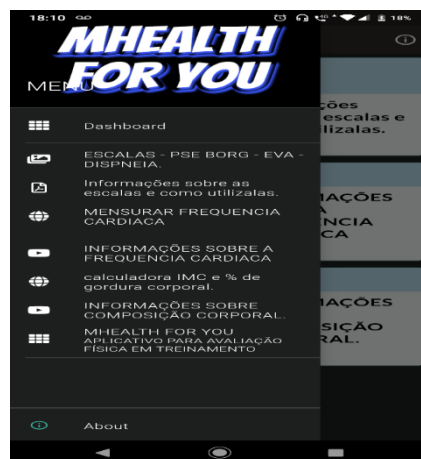 18:10
18%
MHEALTH
FOR YOU
MENU
Dashboard
ESCALAS - PSE BORG - EVA -
DISPNEIA.
Informações sobre as
escalas e como utilizalas.
MENSURAR FREQUENCIA
CARDIACA
INFORMAÇÕES SOBRE A
FREQUENCIA CARDIACA
calculadora IMC e % de
gordura corporal.
INFORMAÇÕES SOBRE
COMPOSIÇÃO CORPORAL.
MHEALTH FOR YOU
APLICATIVO PARA AVALIAÇÃO
FÍSICA EM TREINAMENTO
About
ções
escalas e
ilizalas.
IAÇÕES
A
NCIA
CA
IAÇÕES
SIÇÃO
RAL.